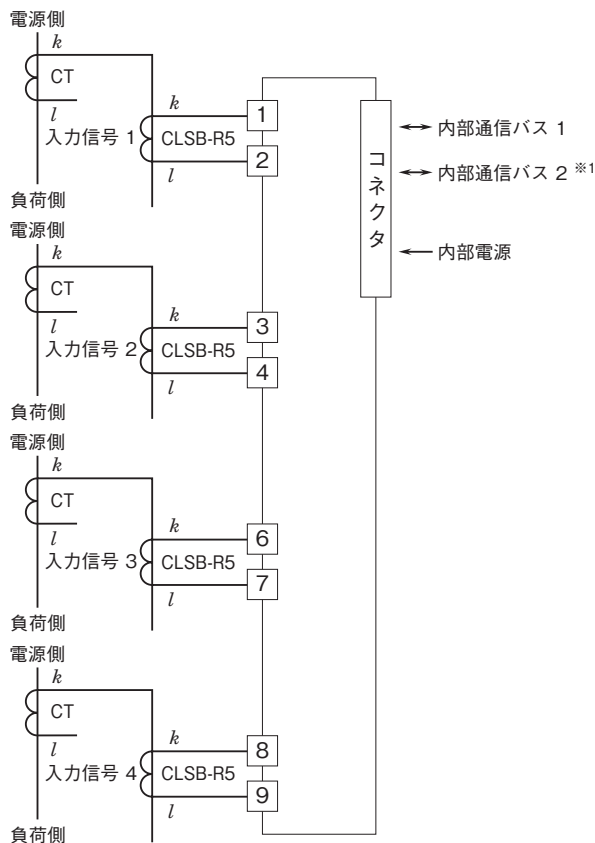 電源側
k
CT
l
入力信号 1
負荷側
k
CLSB-R5
l
1
2
電源側
k
CT
l
入力信号 2
負荷側
k
CLSB-R5
l
3
4
電源側
k
CT
l
入力信号 3
負荷側
k
CLSB-R5
l
6
7
電源側
k
CT
l
入力信号 4
負荷側
k
CLSB-R5
l
8
9
コネクタ
内部通信バス 1
内部通信バス 2 ※1
内部電源